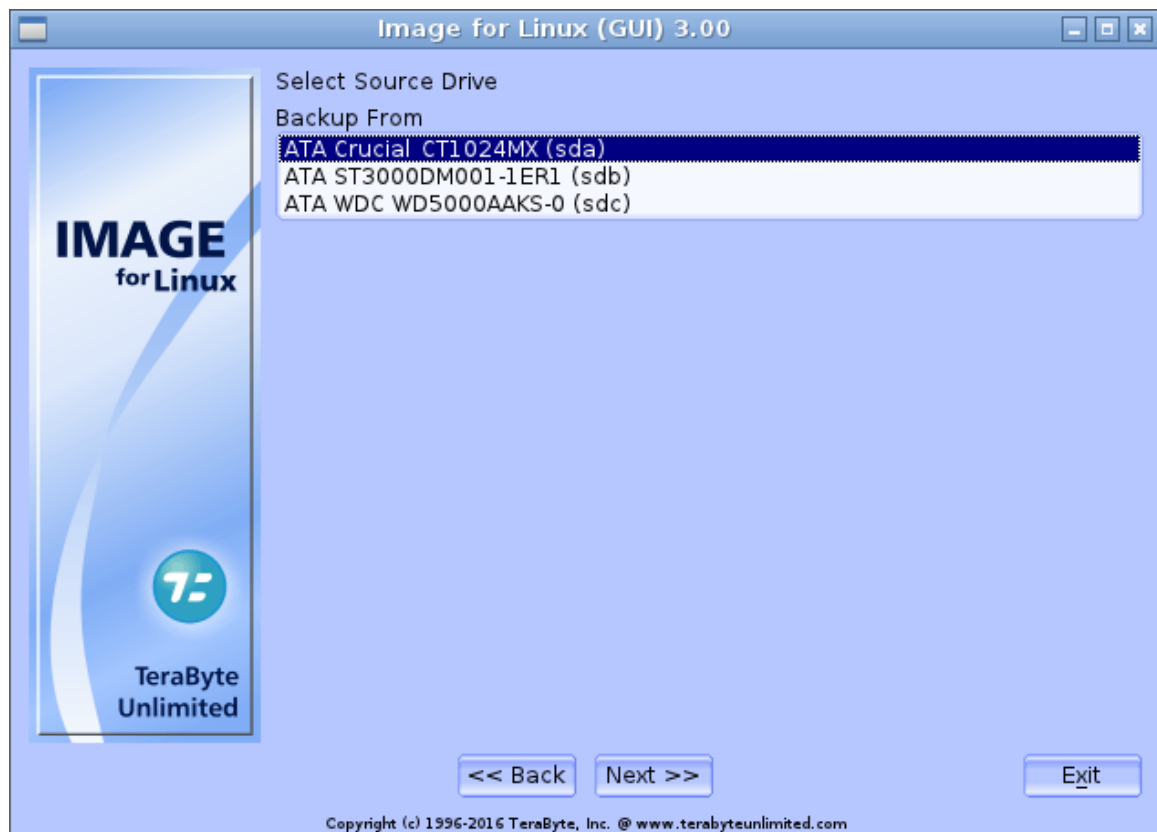 Image for Linux (GUI) 3.00
Select Source Drive
Backup From
ATA Crucial CT1024MX (sda)
ATA ST3000DM001-1ER1 (sdb)
ATA WDC WD5000AAKS-0 (sdc)
IMAGE
for Linux
TeraByte
Unlimited
<< Back
Next >>
Exit
Copyright (c) 1996-2016 TeraByte, Inc. @ www.terabyteunlimited.com